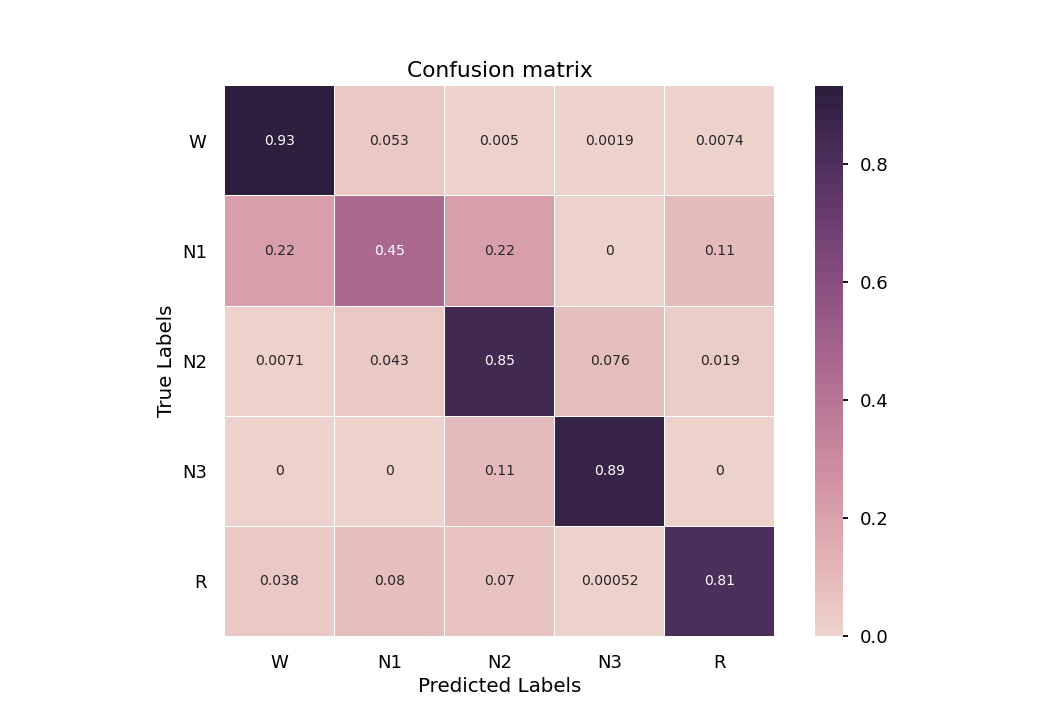 Confusion matrix
W 0.93 0.053 0.005 0.0019 0.0074
N1 0.22 0.45 0.22 0 0.11
N2 0.0071 0.043 0.85 0.076 0.019
N3 0 0 0.11 0.89 0
R 0.038 0.08 0.07 0.00052 0.81
W N1 N2 N3 R
Predicted Labels
True Labels
0.8
0.6
0.4
0.2
0.0